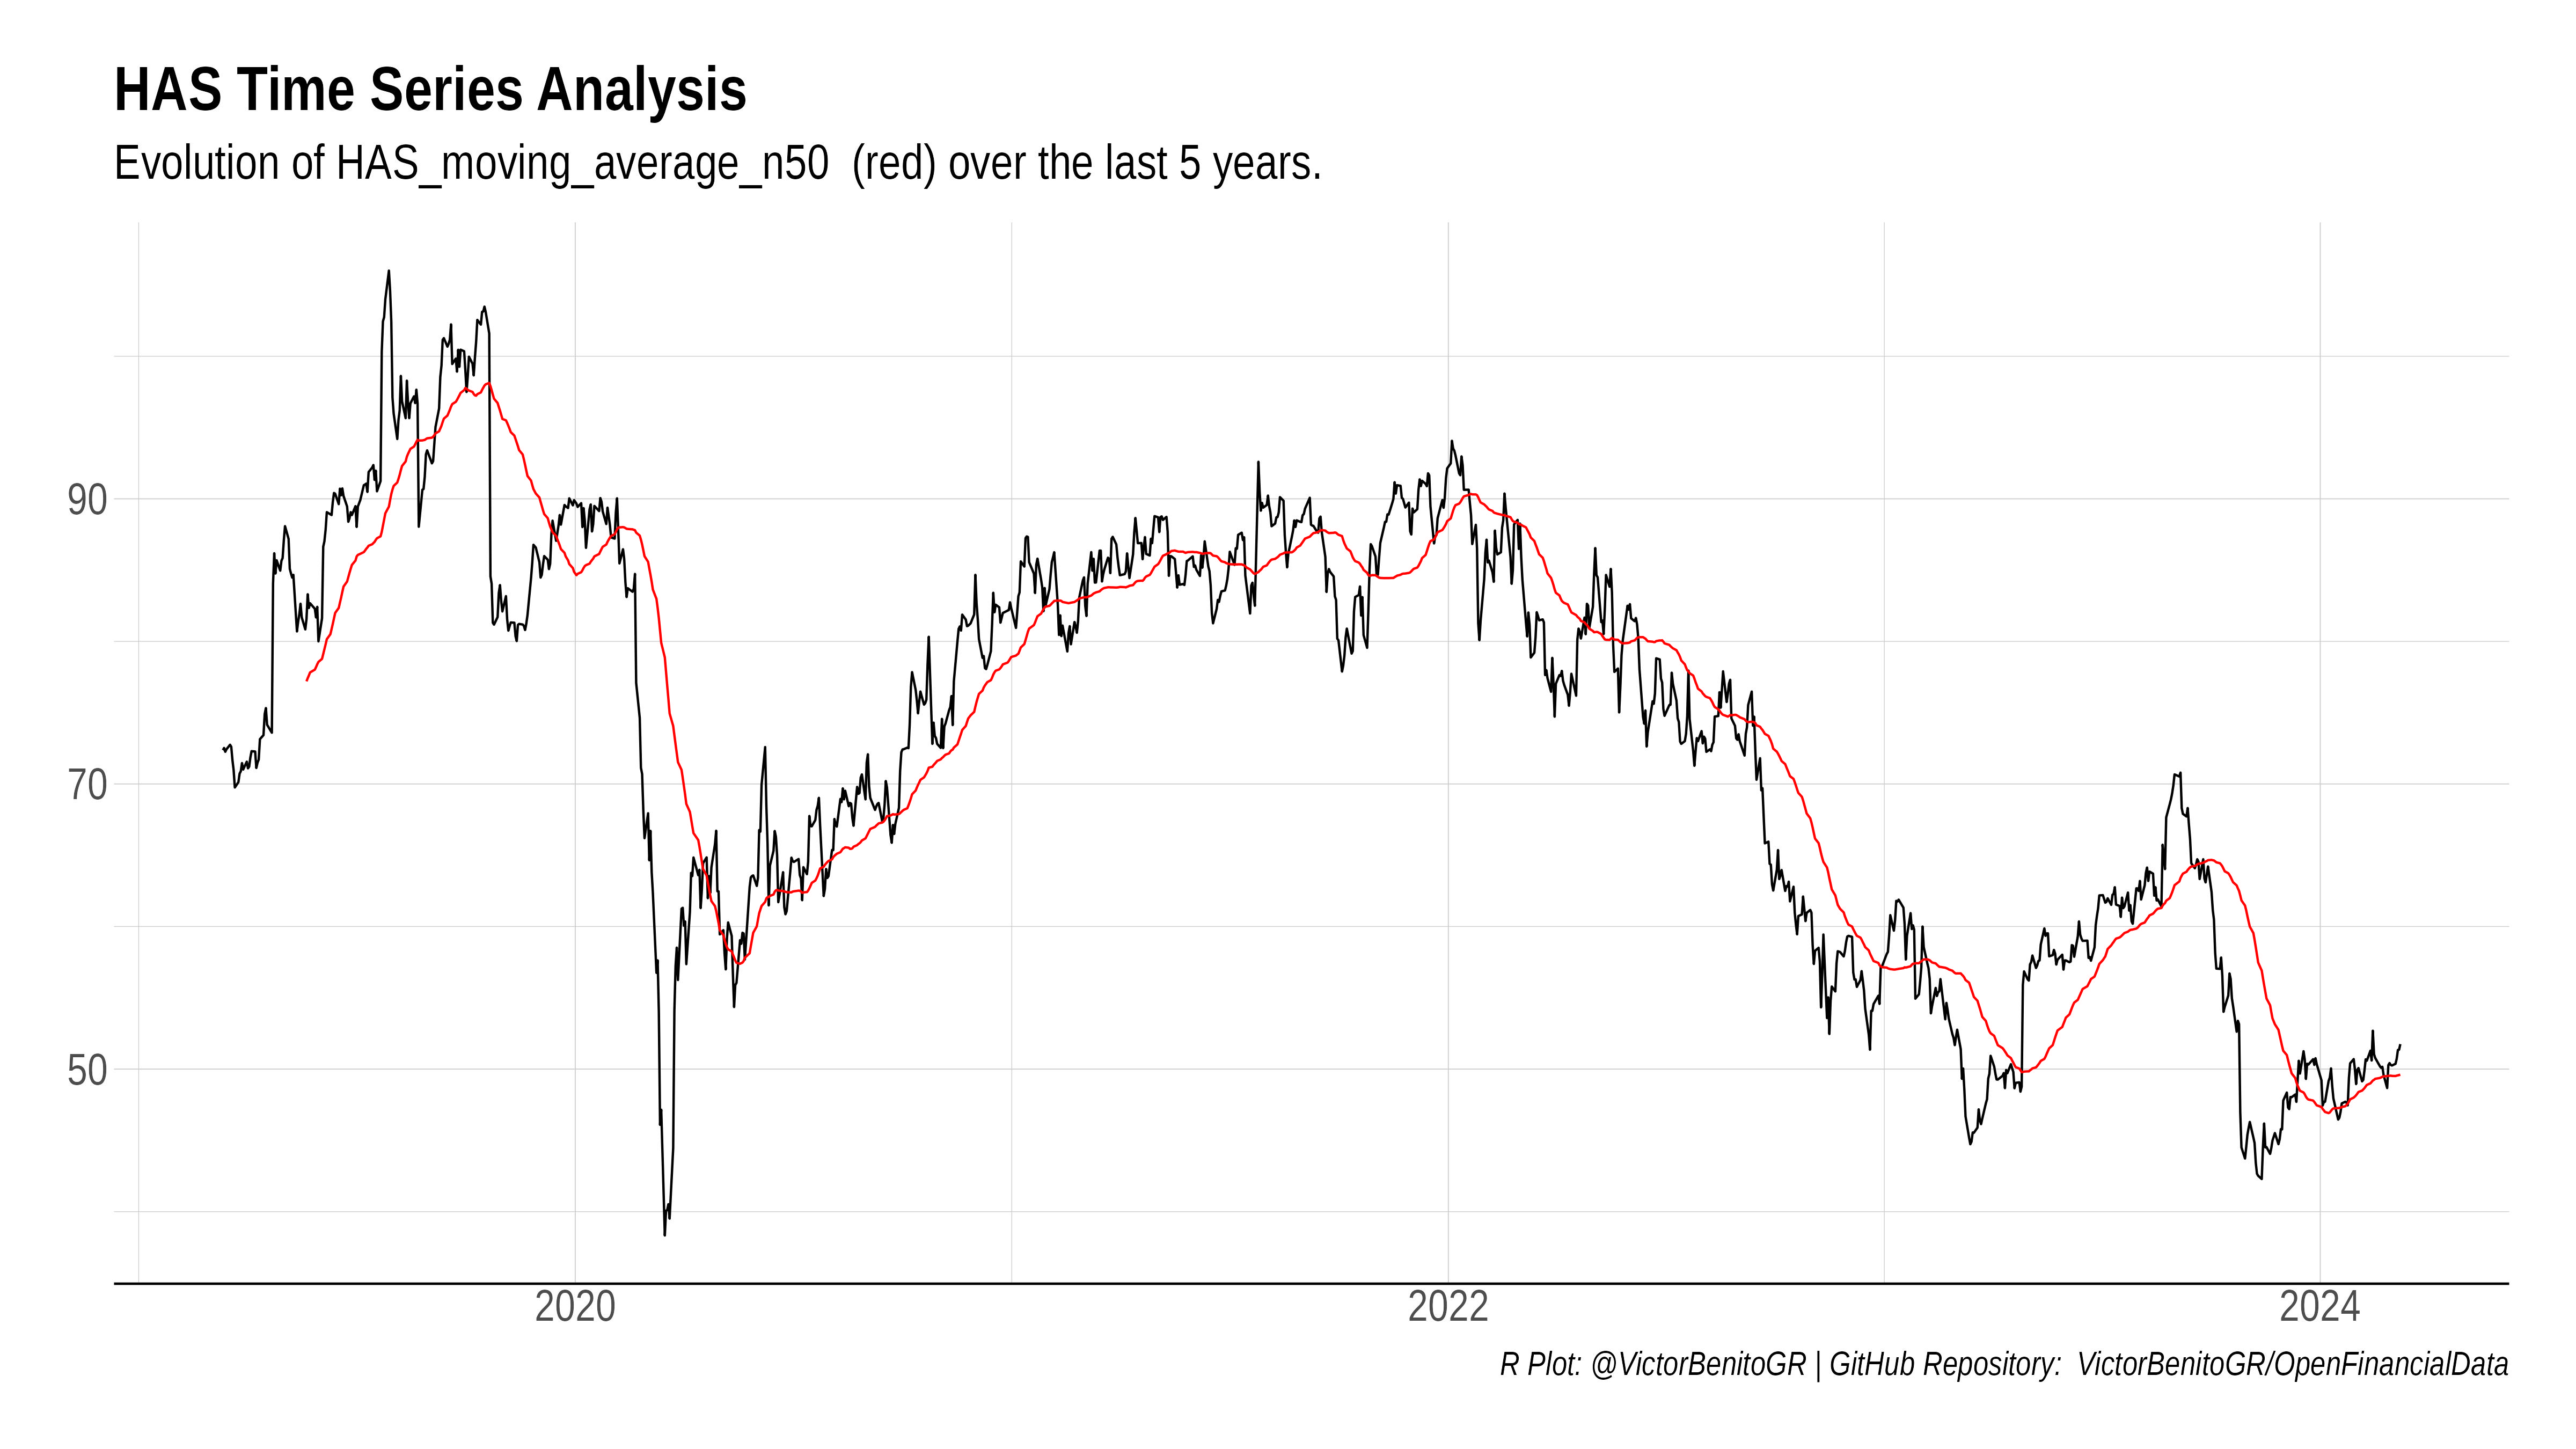 HAS Time Series Analysis
Evolution of HAS_moving_average_n50  (red) over the last 5 years.
90
70
50
2020 2022 2024
R Plot: @VictorBenitoGR | GitHub Repository:  VictorBenitoGR/OpenFinancialData